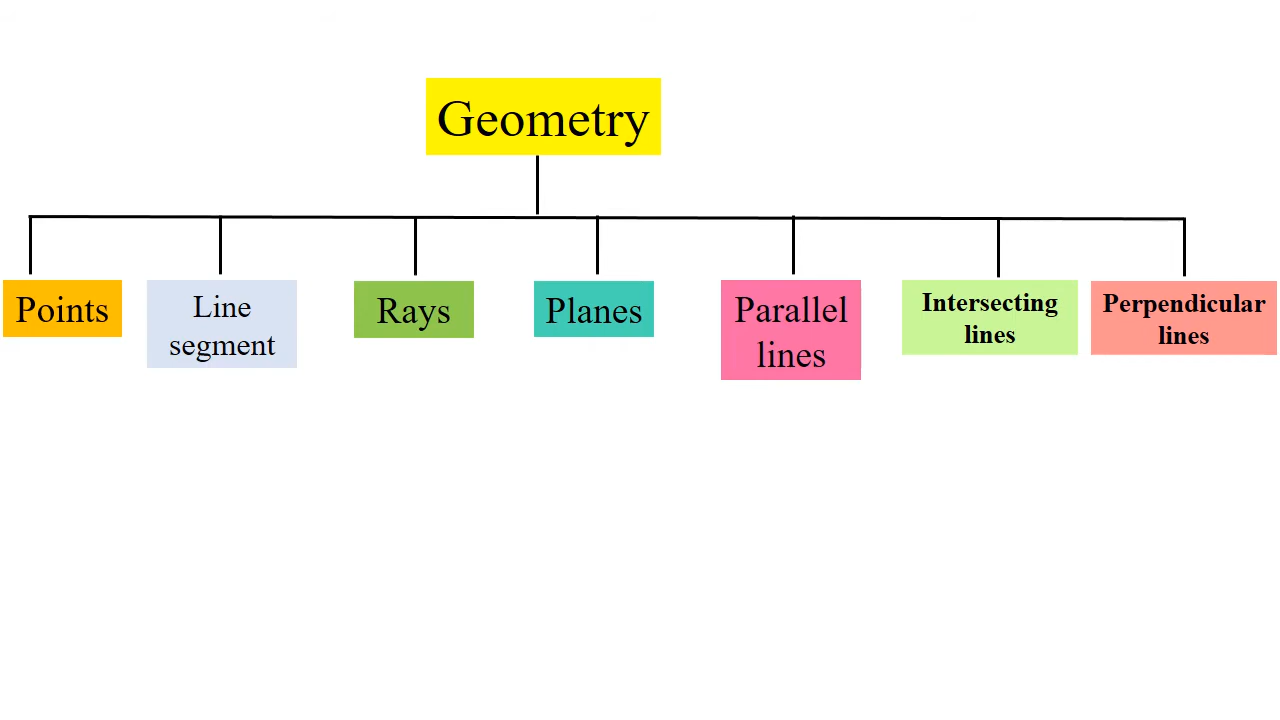 Geometry
Points
Line
segment
Rays
Planes
Parallel
lines
Intersecting
lines
Perpendicular
lines